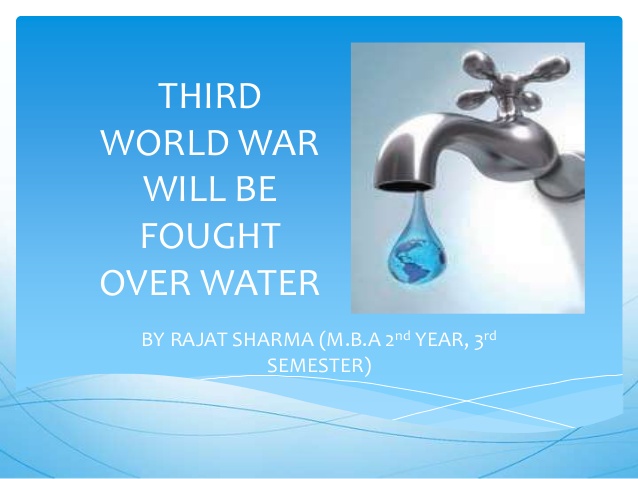 THIRD
WORLD WAR
WILL BE
FOUGHT
OVER WATER
BY RAJAT SHARMA (M.B.A 2nd YEAR, 3rd
SEMESTER)